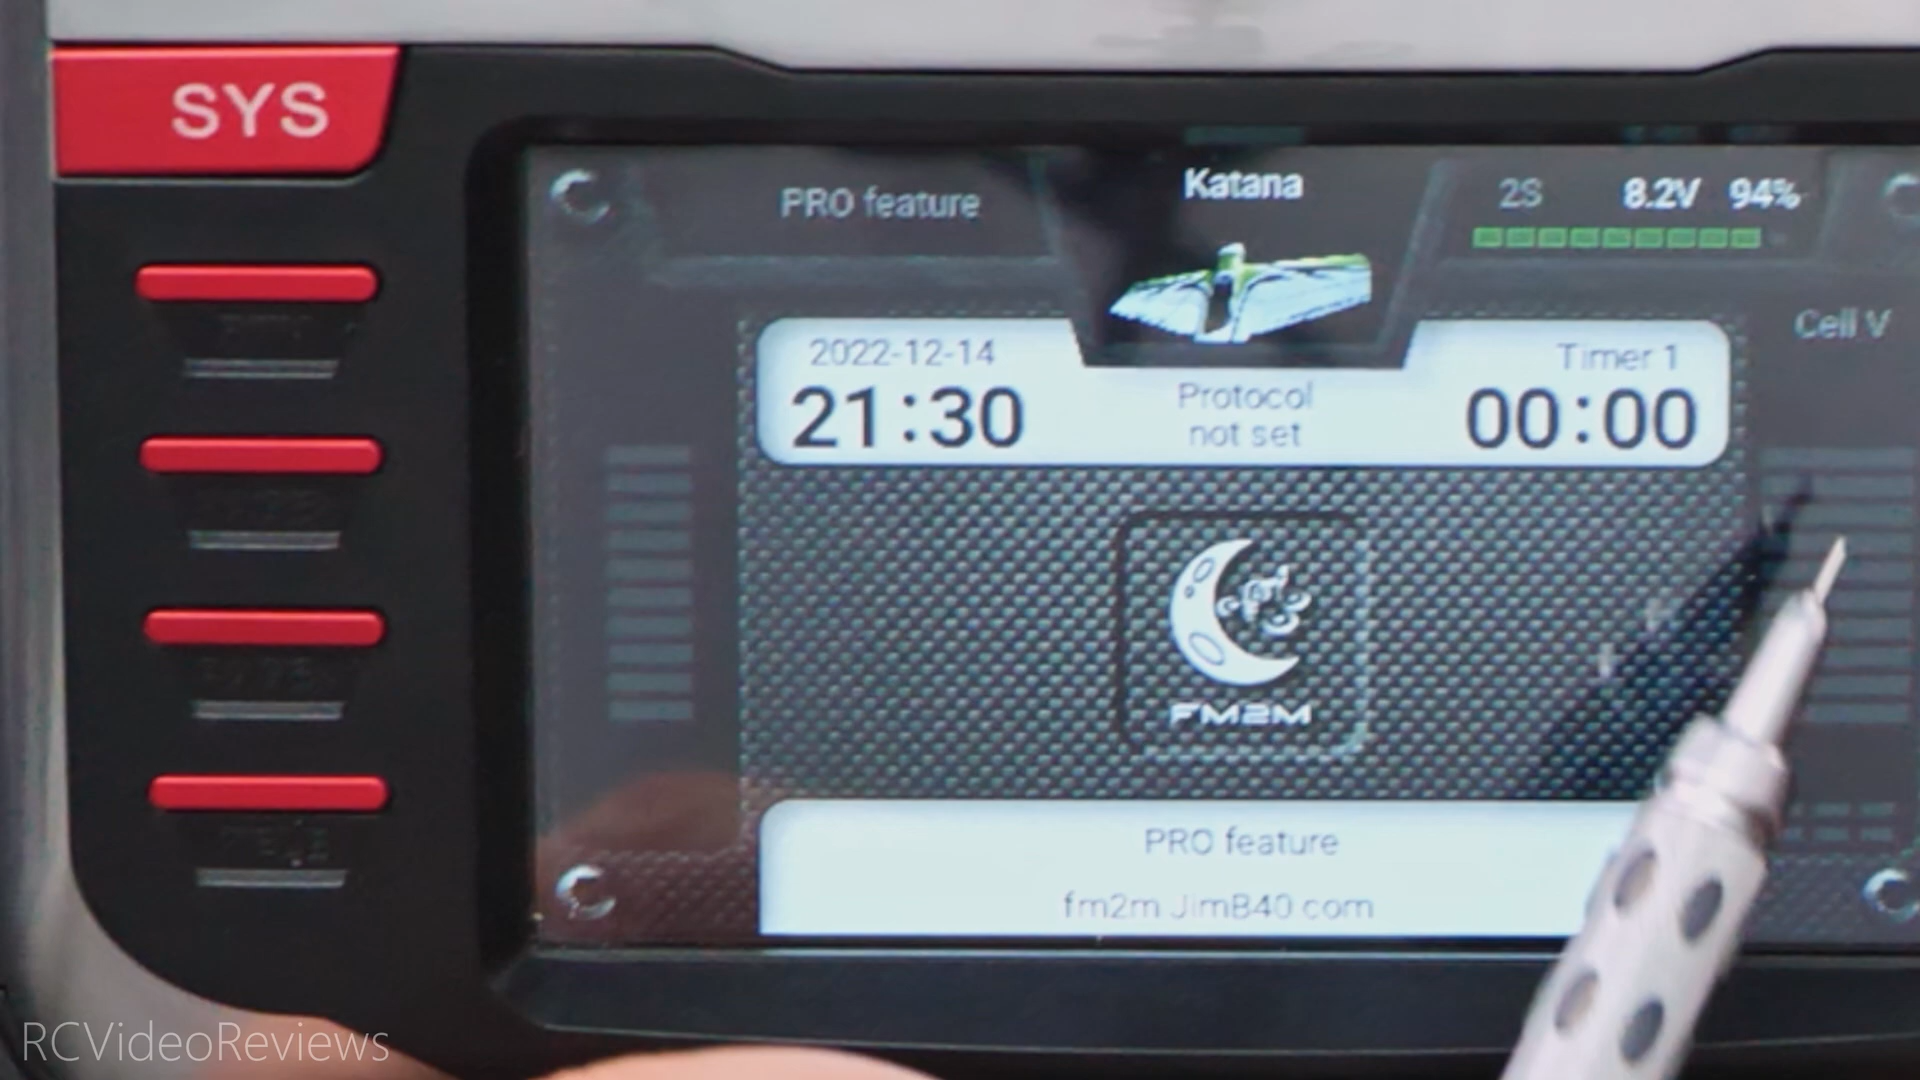 SYS
PRO feature
Katana
2S 8.2V 94%
Cell V
2022-12-14
21:30
Protocol
not set
Timer 1
00:00
FM2M
PRO feature
fm2m JimB40 com
RCVideoReviews